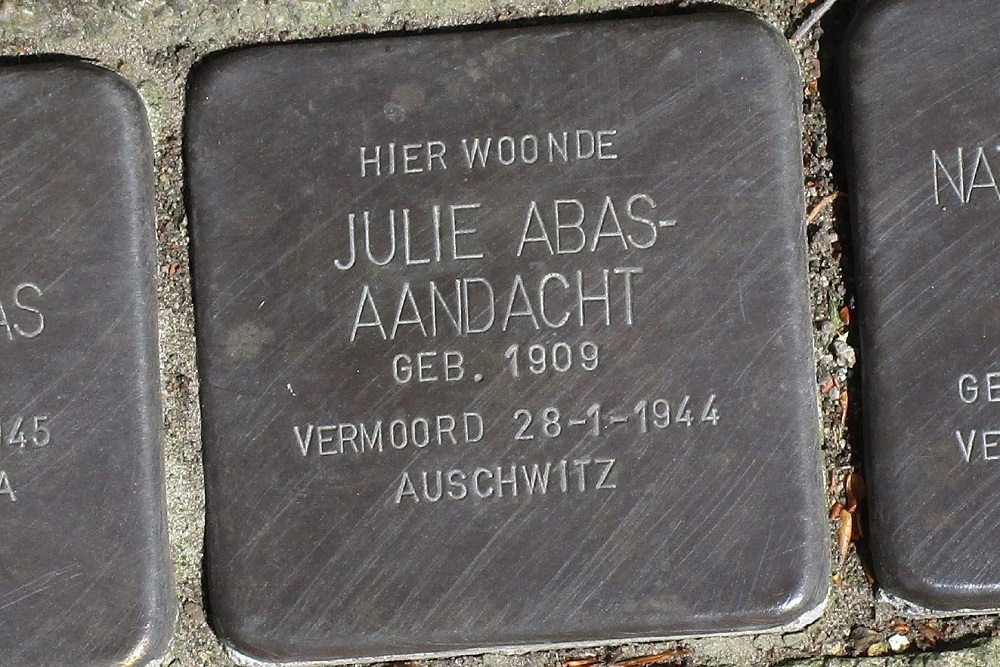 HIER WOONDE
JULIE ABAS-
AANDACHT
GEB. 1909
VERMOORD 28-1-1944
AUSCHWITZ